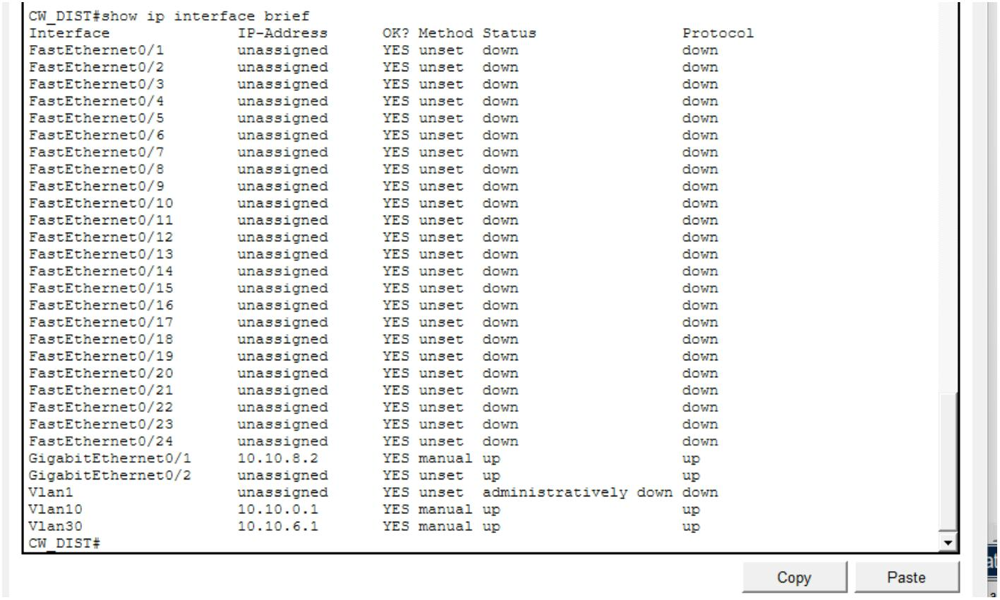 CW_DIST#show ip interface brief
Interface IP-Address OK? Method Status Protocol
FastEthernet0/1 unassigned YES unset down down
FastEthernet0/2 unassigned YES unset down down
FastEthernet0/3 unassigned YES unset down down
FastEthernet0/4 unassigned YES unset down down
FastEthernet0/5 unassigned YES unset down down
FastEthernet0/6 unassigned YES unset down down
FastEthernet0/7 unassigned YES unset down down
FastEthernet0/8 unassigned YES unset down down
FastEthernet0/9 unassigned YES unset down down
FastEthernet0/10 unassigned YES unset down down
FastEthernet0/11 unassigned YES unset down down
FastEthernet0/12 unassigned YES unset down down
FastEthernet0/13 unassigned YES unset down down
FastEthernet0/14 unassigned YES unset down down
FastEthernet0/15 unassigned YES unset down down
FastEthernet0/16 unassigned YES unset down down
FastEthernet0/17 unassigned YES unset down down
FastEthernet0/18 unassigned YES unset down down
FastEthernet0/19 unassigned YES unset down down
FastEthernet0/20 unassigned YES unset down down
FastEthernet0/21 unassigned YES unset down down
FastEthernet0/22 unassigned YES unset down down
FastEthernet0/23 unassigned YES unset down down
FastEthernet0/24 unassigned YES unset down down
GigabitEthernet0/1 10.10.8.2 YES manual up up
GigabitEthernet0/2 unassigned YES unset up up
Vlan1 unassigned YES unset administratively down down
Vlan10 10.10.0.1 YES manual up up
Vlan30 10.10.6.1 YES manual up up
CW_DIST#
Copy Paste